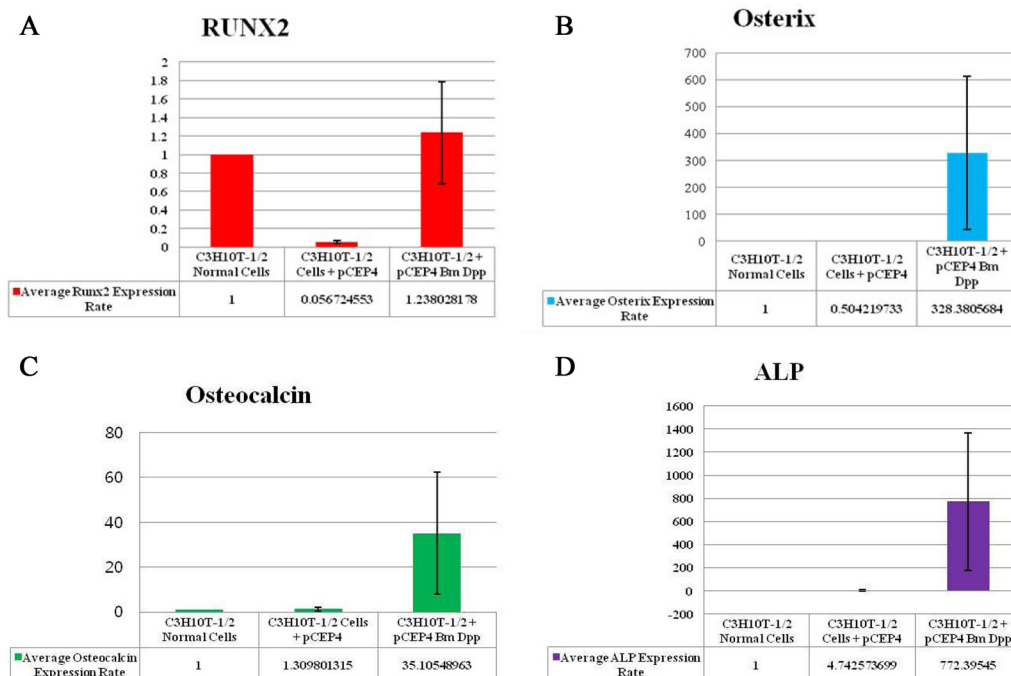 A
RUNX2
2
1.8
1.6
1.4
1.2
1
0.8
0.6
0.4
0.2
0
C3H10T-1/2 Normal Cells
C3H10T-1/2 Cells + pCEP4
C3H10T-1/2 + pCEP4 Bm Dpp
Average Runx2 Expression Rate
1
0.056724553
1.238028178
B
Osterix
700
600
500
400
300
200
100
0
C3H10T-1/2 Normal Cells
C3H10T-1/2 Cells + pCEP4
C3H10T-1/2 + pCEP4 Bm Dpp
Average Osterix Expression Rate
1
0.504219733
328.3805684
C
Osteocalcin
80
60
40
20
0
C3H10T-1/2 Normal Cells
C3H10T-1/2 Cells + pCEP4
C3H10T-1/2 + pCEP4 Bm Dpp
Average Osteocalcin Expression Rate
1
1.309801315
35.10548963
D
ALP
1600
1400
1200
1000
800
600
400
200
0
-200
C3H10T-1/2 Normal Cells
C3H10T-1/2 Cells + pCEP4
C3H10T-1/2 + pCEP4 Bm Dpp
Average ALP Expression Rate
1
4.742573699
772.39545